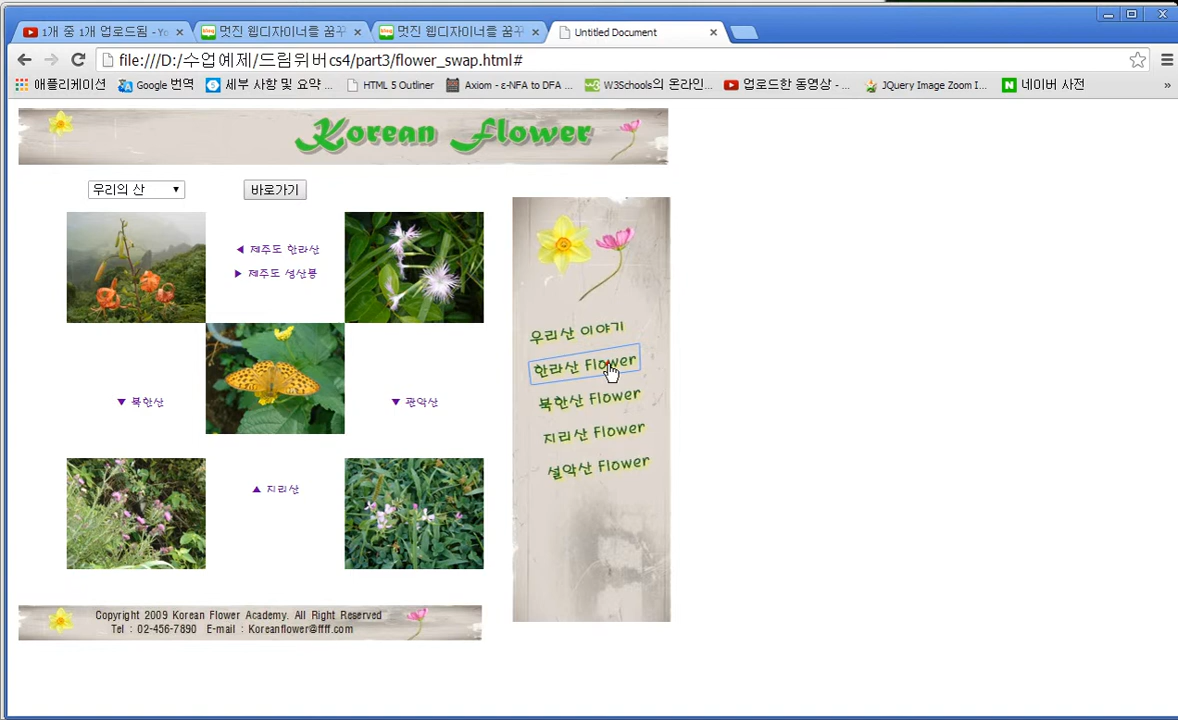 1개 중 1개 업로드됨 - Yo
멋진 웹디자이너를 꿈꾸
멋진 웹디자이너를 꿈꾸
Untitled Document
file:///D:/수업예제/드림위버cs4/part3/flower_swap.html#
애플리케이션
Google 번역
세부 사항 및 요약 ...
HTML 5 Outliner
Axiom - ε-NFA to DFA ...
W3Schools의 온라인...
업로드한 동영상 - ...
JQuery Image Zoom I...
네이버 사전
»
Korean Flower
우리의 산 ▼
바로가기
◀ 제주도 한라산
▶ 제주도 성산봉
▼ 북한산
▼ 관악산
▲ 지리산
우리산 이야기
한라산 Flower
북한산 Flower
지리산 Flower
설악산 Flower
Copyright 2009 Korean Flower Academy. All Right Reserved
Tel : 02-456-7890 E-mail : Koreanflower@ffff.com